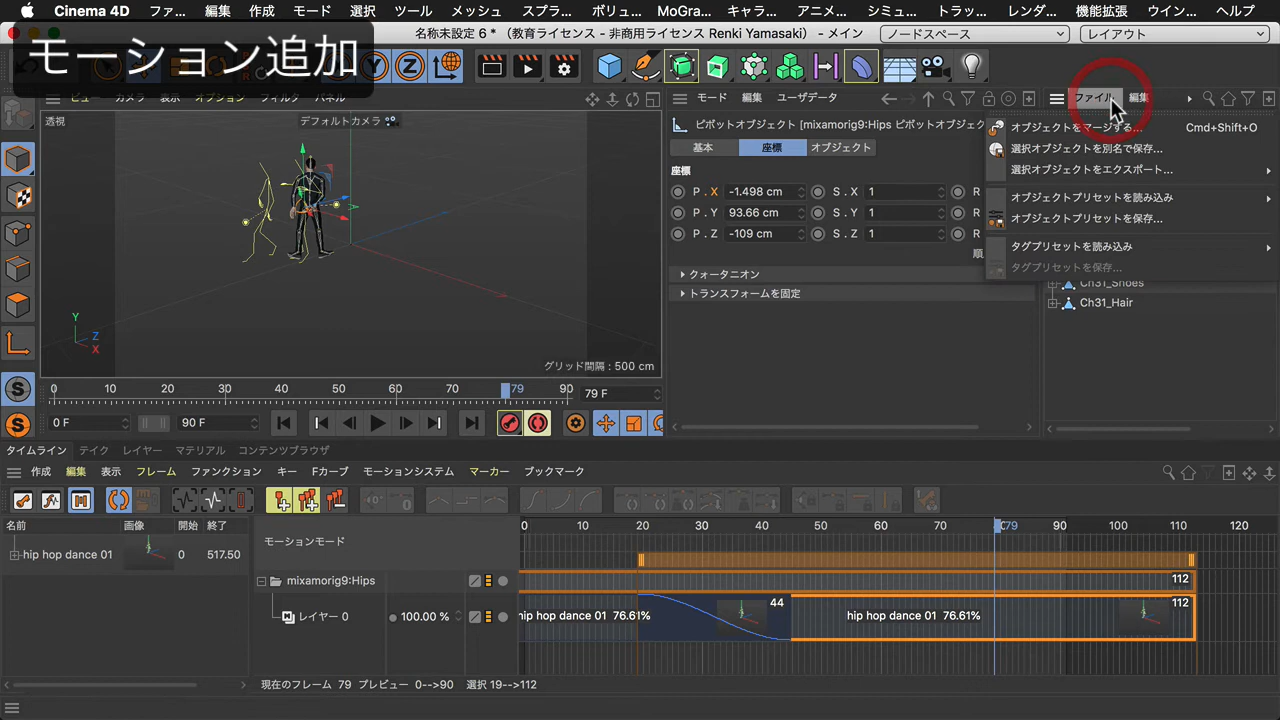 Cinema 4D ファ... 編集 作成 モード 選択 ツール メッシュ スプラ... ボリュ... MoGra... キャラ... アニメ... シミュ... トラッ... レンダ... 機能拡張 ウイン... ヘルプ
名称未設定 6 * （教育ライセンス - 非商用ライセンス Renki Yamasaki） - メイン ノードスペース レイアウト
モーション追加
ビュー カメラ 表示 オプション フィルタ パネル
透視
デフォルトカメラ
Y
Z
X
グリッド間隔 : 500 cm
モード 編集 ユーザデータ
ピボットオブジェクト [mixamorig9:Hips ピボットオブジェク
基本 座標 オブジェクト
座標
P . X -1.498 cm S . X 1 R
P . Y 93.66 cm S . Y 1 R
P . Z -109 cm S . Z 1 R
順
クォータニオン
トランスフォームを固定
ファイル 編集
オブジェクトをマージする... Cmd+Shift+O
選択オブジェクトを別名で保存...
選択オブジェクトをエクスポート...
オブジェクトプリセットを読み込み
オブジェクトプリセットを保存...
タグプリセットを読み込み
タグプリセットを保存...
Ch31_Shoes
Ch31_Hair
0 10 20 30 40 50 60 70 79 90 79 F
0 F 90 F
タイムライン テイク レイヤー マテリアル コンテンツブラウザ
作成 編集 表示 フレーム ファンクション キー Fカーブ モーションシステム マーカー ブックマーク
名前 画像 開始 終了
hip hop dance 01 0 517.50
0 10 20 30 40 50 60 70 79 90 100 110 120
モーションモード
mixamorig9:Hips 112
レイヤー 0 100.00 % hip hop dance 01 76.61% 44 hip hop dance 01 76.61% 112
現在のフレーム 79 プレビュー 0-->90 選択 19-->112